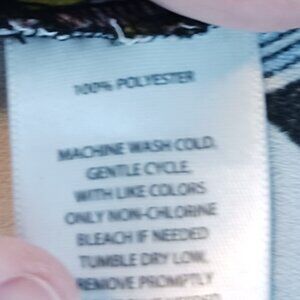 100% POLYESTER
MACHINE WASH COLD,
GENTLE CYCLE,
WITH LIKE COLORS
ONLY NON-CHLORINE
BLEACH IF NEEDED
TUMBLE DRY LOW,
REMOVE PROMPTLY